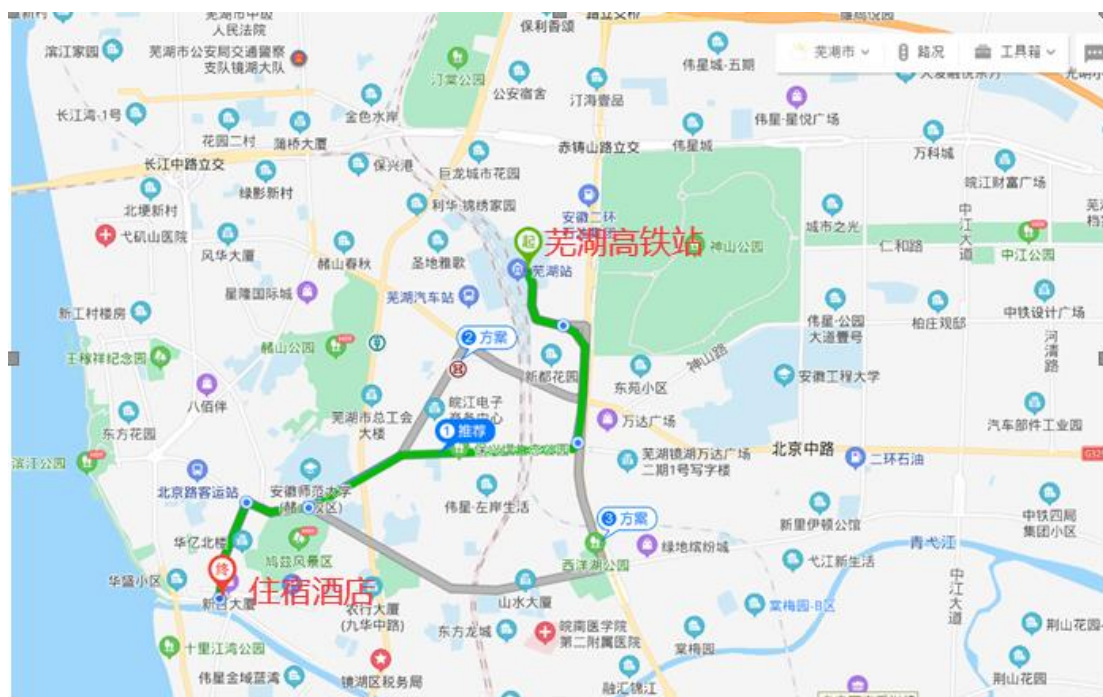 芜湖市中级
人民法院
保利香颂
滨江家园
芜湖市公安局交通警察
支队镜湖大队
汀棠公园
伟星城-五期
芜湖市
路况
工具箱
公安宿舍
汀海壹品
长江湾·1号
金色水岸
伟星·星悦广场
花园二村
蒲桥大厦
赤铸山路立交
伟星城
万科城
长江中路立交
保兴港
巨龙城市花园
皖江财富广场
绿影新村
北埂新村
利华·锦绣家园
安徽二环
城市之光
中江大道
弋矶山医院
风华大厦
赭山春秋
圣地雅歌
起
芜湖高铁站
神山公园
仁和路
中江公园
芜湖站
星隆国际城
芜湖汽车站
中铁设计广场
新工村楼房
伟星·公园
大道壹号
柏庄观邸
河清路
王稼祥纪念园
赭山公园
2 方案
新都花园
东苑小区
神山路
安徽工程大学
八佰伴
芜湖市总工会
大楼
皖江电子
商务中心
万达广场
汽车部件工业园
东方花园
1 推荐
滨江公园
芜湖镜湖万达广场
二期1号写字楼
北京中路
二环石油
北京路客运站
安徽师范大学
伟星·左岸生活
新里伊顿公馆
中铁四局
集团小区
3 方案
华亿北楼
鸠兹风景区
绿地缤纷城
弋江新生活
青弋江
西洋湖公园
终
华盛小区
住宿酒店
农行大厦
(九华中路)
山水大厦
中江大道
棠梅园-B区
荆山花园
十里江湾公园
东方龙城
皖南医学院
第二附属医院
棠梅园
伟星金域蓝湾
镜湖区税务局
融汇锦江
荆山花园